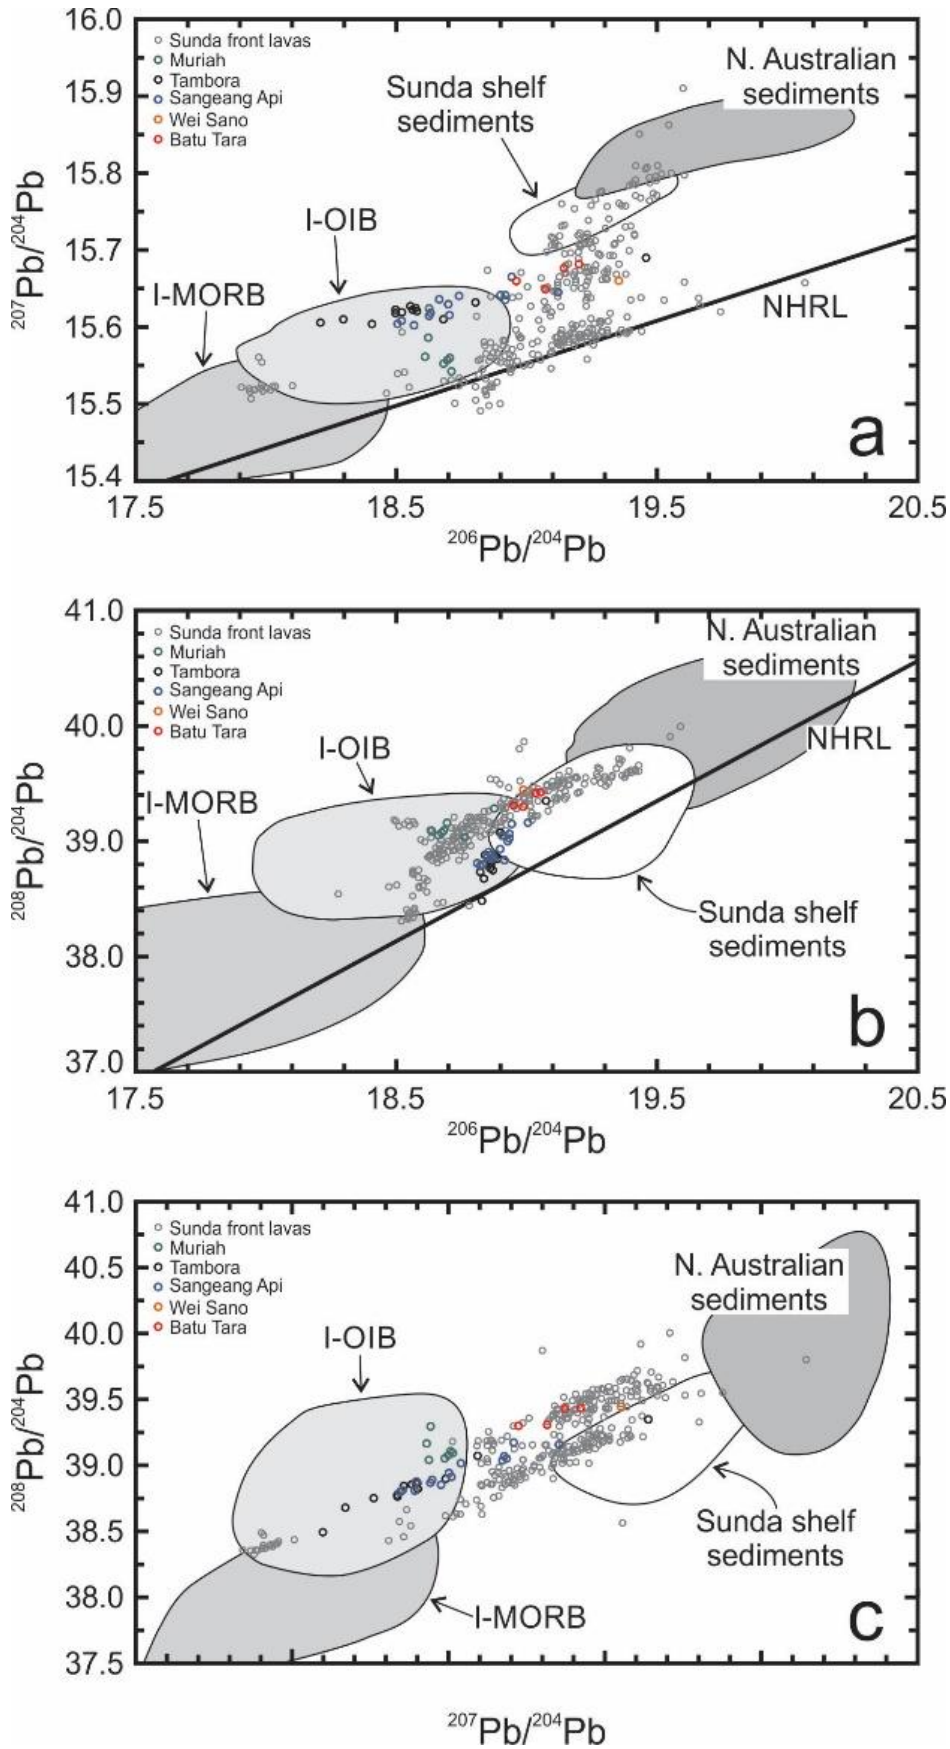 16.0
Sunda front lavas
Muriah
Tambora
Sangeang Api
Wei Sano
Batu Tara
N. Australian
sediments
Sunda shelf
sediments
15.9
15.8
I-OIB
I-MORB
15.7
NHRL
15.6
15.5
15.4
²⁰⁷Pb/²⁰⁴Pb
a
17.5 18.5 19.5 20.5
²⁰⁶Pb/²⁰⁴Pb
41.0
Sunda front lavas
Muriah
Tambora
Sangeang Api
Wei Sano
Batu Tara
N. Australian
sediments
40.0
NHRL
I-OIB
I-MORB
39.0
Sunda shelf
sediments
38.0
37.0
²⁰⁸Pb/²⁰⁴Pb
b
17.5 18.5 19.5 20.5
²⁰⁶Pb/²⁰⁴Pb
41.0
Sunda front lavas
Muriah
Tambora
Sangeang Api
Wei Sano
Batu Tara
40.5
N. Australian
sediments
40.0
I-OIB
39.5
39.0
38.5
Sunda shelf
sediments
38.0
I-MORB
37.5
²⁰⁸Pb/²⁰⁴Pb
c
²⁰⁷Pb/²⁰⁴Pb